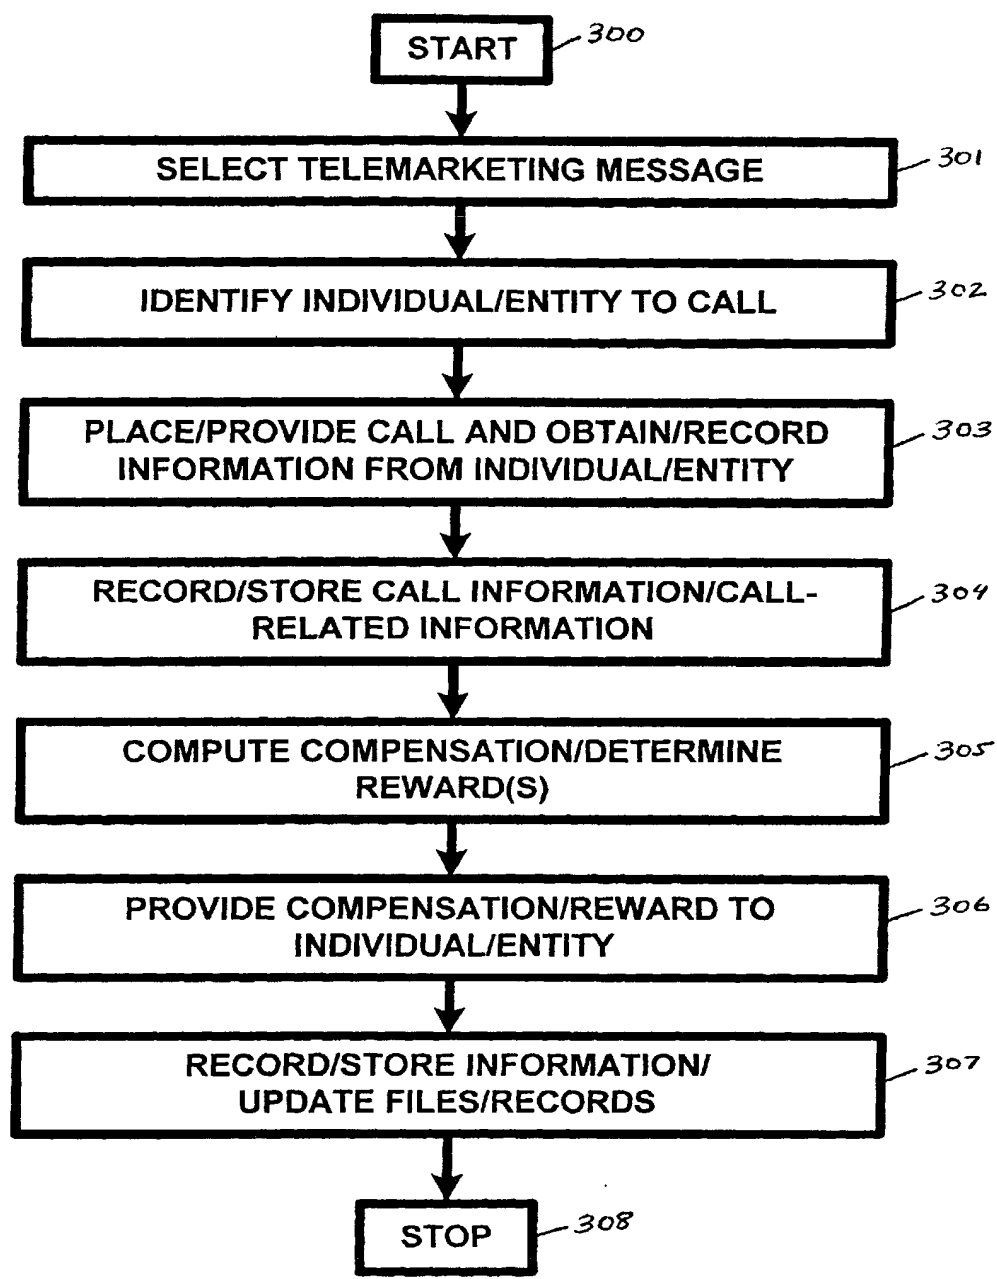 START
300
SELECT TELEMARKETING MESSAGE
301
IDENTIFY INDIVIDUAL/ENTITY TO CALL
302
PLACE/PROVIDE CALL AND OBTAIN/RECORD
INFORMATION FROM INDIVIDUAL/ENTITY
303
RECORD/STORE CALL INFORMATION/CALL-
RELATED INFORMATION
304
COMPUTE COMPENSATION/DETERMINE
REWARD(S)
305
PROVIDE COMPENSATION/REWARD TO
INDIVIDUAL/ENTITY
306
RECORD/STORE INFORMATION/
UPDATE FILES/RECORDS
307
STOP
308